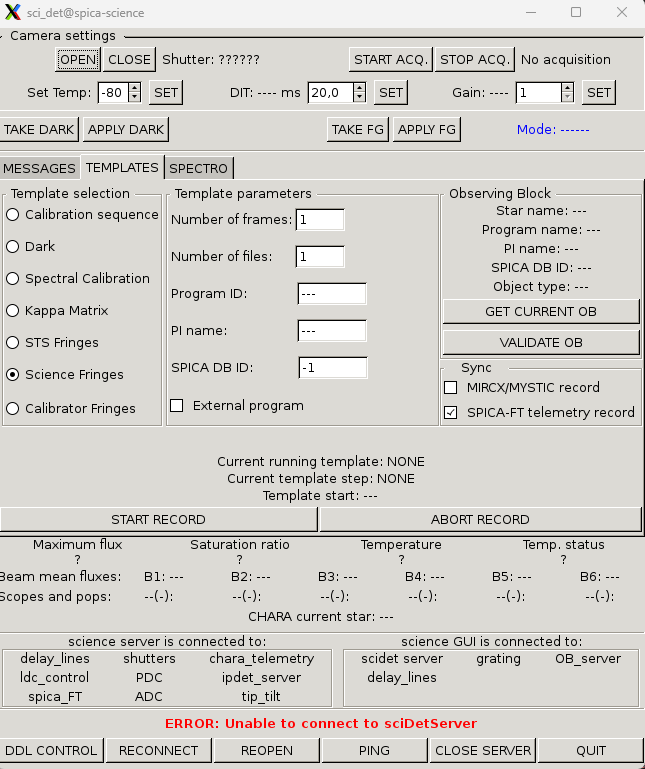 sci_det@spica-science
Camera settings
OPEN CLOSE Shutter: ?????? START ACQ. STOP ACQ. No acquisition
Set Temp: -80 SET DIT: ---- ms 20,0 SET Gain: ---- 1 SET
TAKE DARK APPLY DARK TAKE FG APPLY FG Mode: ------
MESSAGES TEMPLATES SPECTRO
Template selection
Calibration sequence
Dark
Spectral Calibration
Kappa Matrix
STS Fringes
Science Fringes
Calibrator Fringes
Template parameters
Number of frames: 1
Number of files: 1
Program ID: ---
PI name: ---
SPICA DB ID: -1
External program
Observing Block
Star name: ---
Program name: ---
PI name: ---
SPICA DB ID: ---
Object type: ---
GET CURRENT OB
VALIDATE OB
Sync
MIRCX/MYSTIC record
SPICA-FT telemetry record
Current running template: NONE
Current template step: NONE
Template start: ---
START RECORD ABORT RECORD
Maximum flux Saturation ratio Temperature Temp. status
? ? ? ?
Beam mean fluxes: B1: --- B2: --- B3: --- B4: --- B5: --- B6: ---
Scopes and pops: --(-): --(-): --(-): --(-): --(-): --(-):
CHARA current star: ---
science server is connected to:
delay_lines shutters chara_telemetry
ldc_control PDC ipdet_server
spica_FT ADC tip_tilt
science GUI is connected to:
scidet server grating OB_server
delay_lines
ERROR: Unable to connect to sciDetServer
DDL CONTROL RECONNECT REOPEN PING CLOSE SERVER QUIT